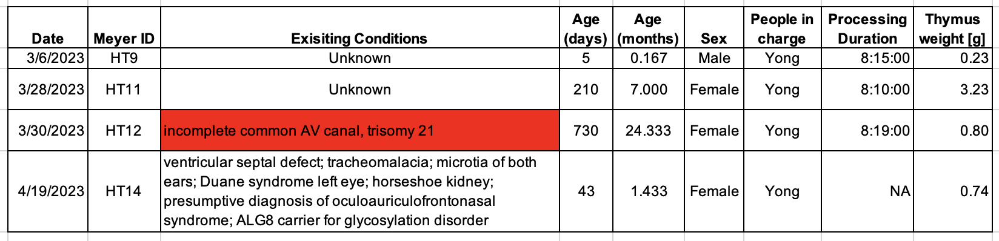 Date Meyer ID Exisiting Conditions Age (days) Age (months) Sex People in charge Processing Duration Thymus weight [g]
3/6/2023 HT9 Unknown 5 0.167 Male Yong 8:15:00 0.23
3/28/2023 HT11 Unknown 210 7.000 Female Yong 8:10:00 3.23
3/30/2023 HT12 incomplete common AV canal, trisomy 21 730 24.333 Female Yong 8:19:00 0.80
4/19/2023 HT14 ventricular septal defect; tracheomalacia; microtia of both
ears; Duane syndrome left eye; horseshoe kidney;
presumptive diagnosis of oculoauriculofrontonasal
syndrome; ALG8 carrier for glycosylation disorder 43 1.433 Female Yong NA 0.74